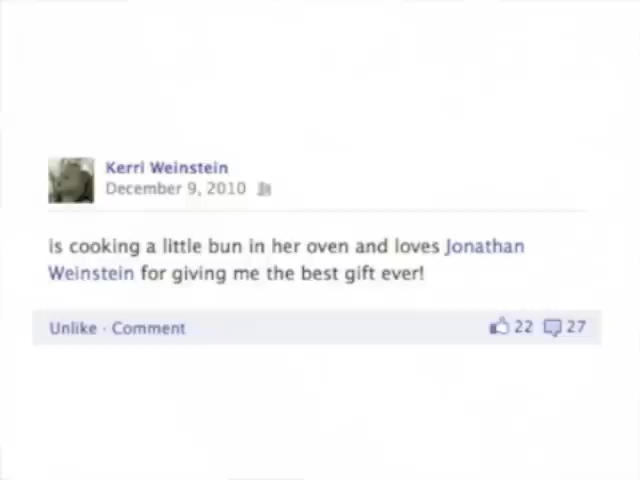 Kerri Weinstein
December 9, 2010
is cooking a little bun in her oven and loves Jonathan
Weinstein for giving me the best gift ever!
Unlike · Comment 22 27